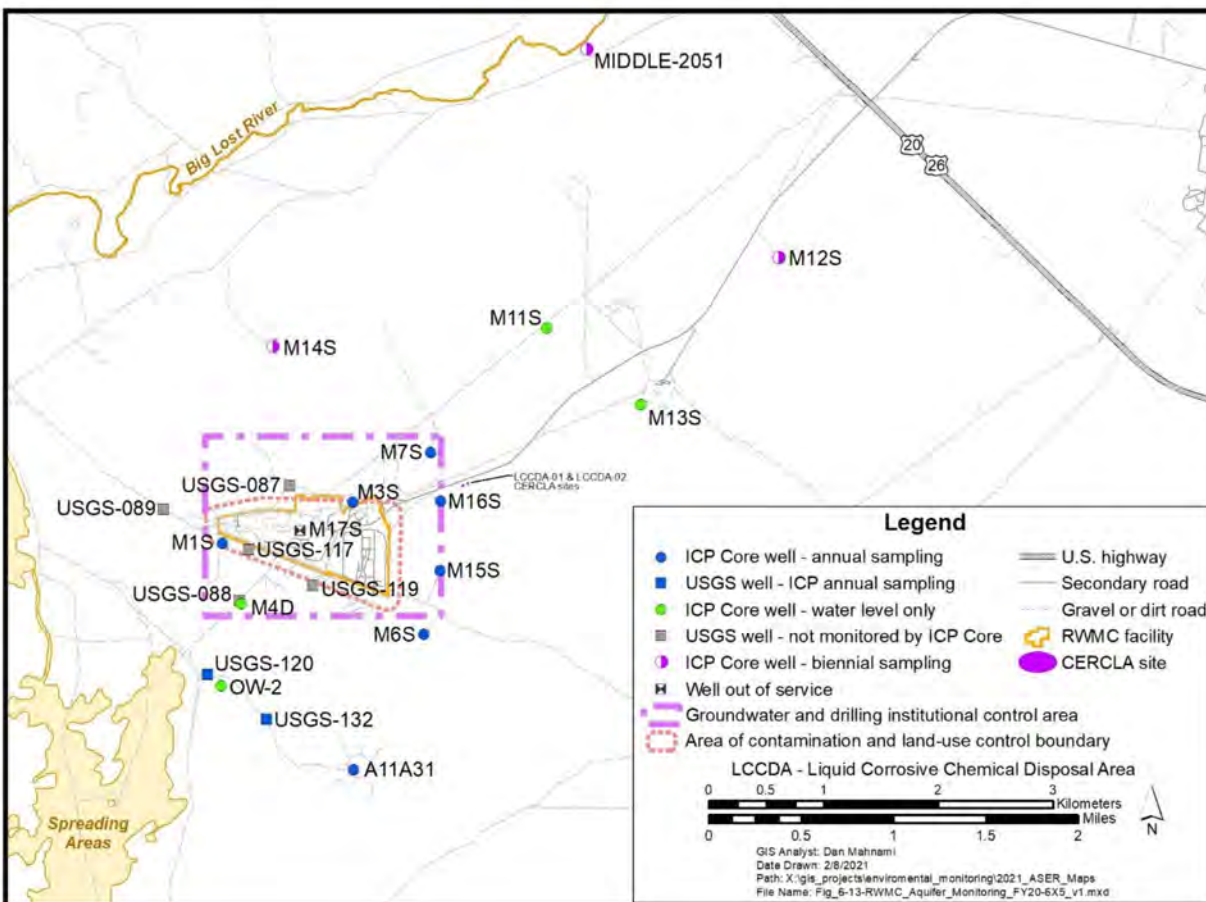 MIDDLE-2051
Big Lost River
20
26
M12S
M11S
M14S
M13S
M7S
LCCDA-01 & LCCDA-02
CERCLA sites
USGS-087
M3S
M16S
USGS-089
M17S
M1S
USGS-117
M15S
USGS-119
USGS-088
M4D
M6S
USGS-120
OW-2
USGS-132
A11A31
Spreading
Areas
Legend
ICP Core well - annual sampling
USGS well - ICP annual sampling
ICP Core well - water level only
USGS well - not monitored by ICP Core
ICP Core well - biennial sampling
Well out of service
Groundwater and drilling institutional control area
Area of contamination and land-use control boundary
U.S. highway
Secondary road
Gravel or dirt road
RWMC facility
CERCLA site
LCCDA - Liquid Corrosive Chemical Disposal Area
0 0.5 1 2 3
Kilometers
Miles
0 0.5 1 1.5 2
N
GIS Analyst: Dan Mahnami
Date Drawn: 2/8/2021
Path: X:\gis_projects\enviromental_monitoring\2021_ASER_Maps
File Name: Fig_6-13-RWMC_Aquifer_Monitoring_FY20-6X5_v1.mxd